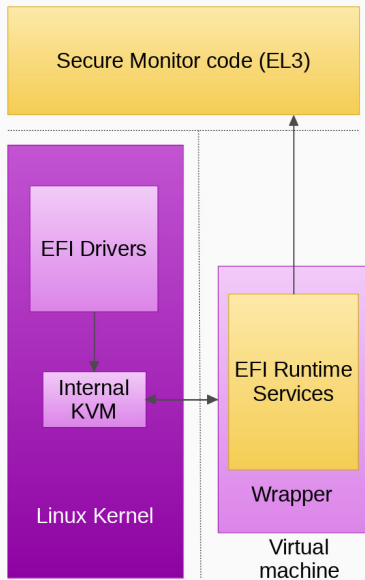 Secure Monitor code (EL3)
EFI Drivers
Internal
KVM
Linux Kernel
EFI Runtime
Services
Wrapper
Virtual
machine